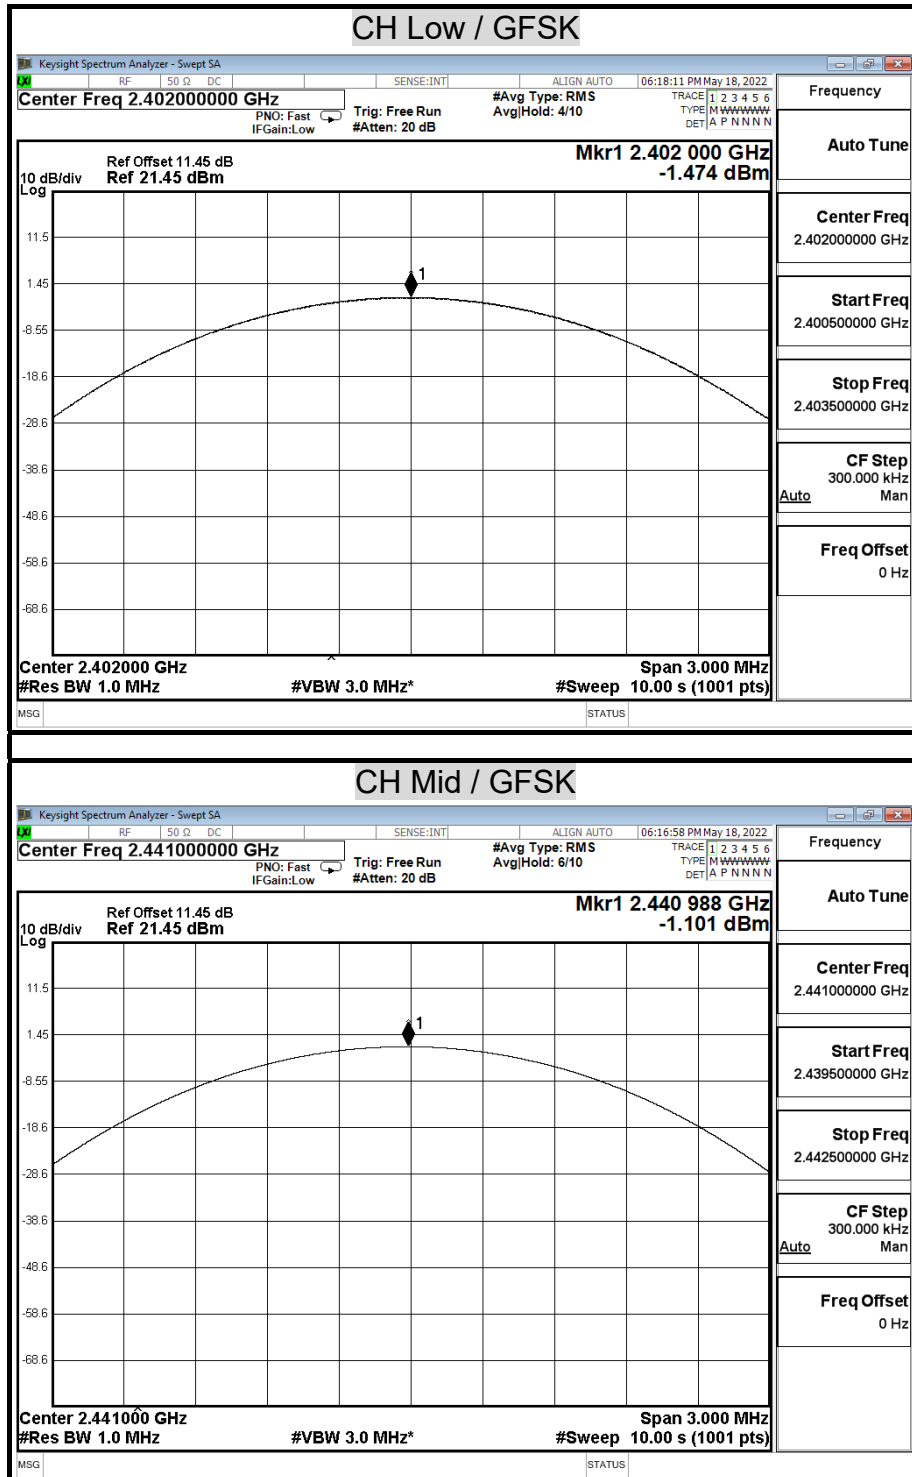 CH Low / GFSK
Keysight Spectrum Analyzer - Swept SA
LXI RF 50 Ω DC SENSE:INT ALIGN AUTO 06:18:11 PM May 18, 2022
Center Freq 2.402000000 GHz #Avg Type: RMS TRACE 1 2 3 4 5 6 Frequency
PNO: Fast Trig: Free Run Avg|Hold: 4/10 TYPE M WWWWW
IFGain:Low #Atten: 20 dB DET A P N N N N
Auto Tune
Mkr1 2.402 000 GHz
Ref Offset 11.45 dB
10 dB/div Ref 21.45 dBm -1.474 dBm
Log
Center Freq
2.402000000 GHz
11.5
1
1.45
Start Freq
2.400500000 GHz
-8.55
-18.6
Stop Freq
2.403500000 GHz
-28.6
-38.6
CF Step
300.000 kHz
Auto Man
-48.6
-58.6
Freq Offset
0 Hz
-68.6
Center 2.402000 GHz Span 3.000 MHz
#Res BW 1.0 MHz #VBW 3.0 MHz* #Sweep 10.00 s (1001 pts)
MSG STATUS
CH Mid / GFSK
Keysight Spectrum Analyzer - Swept SA
LXI RF 50 Ω DC SENSE:INT ALIGN AUTO 06:16:58 PM May 18, 2022
Center Freq 2.441000000 GHz #Avg Type: RMS TRACE 1 2 3 4 5 6 Frequency
PNO: Fast Trig: Free Run Avg|Hold: 6/10 TYPE M WWWWW
IFGain:Low #Atten: 20 dB DET A P N N N N
Auto Tune
Mkr1 2.440 988 GHz
Ref Offset 11.45 dB
10 dB/div Ref 21.45 dBm -1.101 dBm
Log
Center Freq
2.441000000 GHz
11.5
1
1.45
Start Freq
2.439500000 GHz
-8.55
-18.6
Stop Freq
2.442500000 GHz
-28.6
-38.6
CF Step
300.000 kHz
Auto Man
-48.6
-58.6
Freq Offset
0 Hz
-68.6
Center 2.441000 GHz Span 3.000 MHz
#Res BW 1.0 MHz #VBW 3.0 MHz* #Sweep 10.00 s (1001 pts)
MSG STATUS